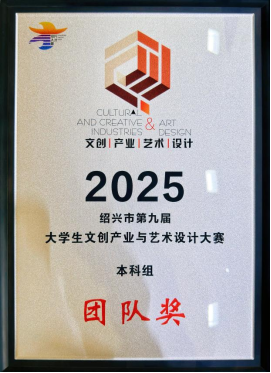 CULTURAL
AND CREATIVE & ART
INDUSTRIES DESIGN
文创|产业|艺术|设计
2025
绍兴市第九届
大学生文创产业与艺术设计大赛
本科组
团队奖